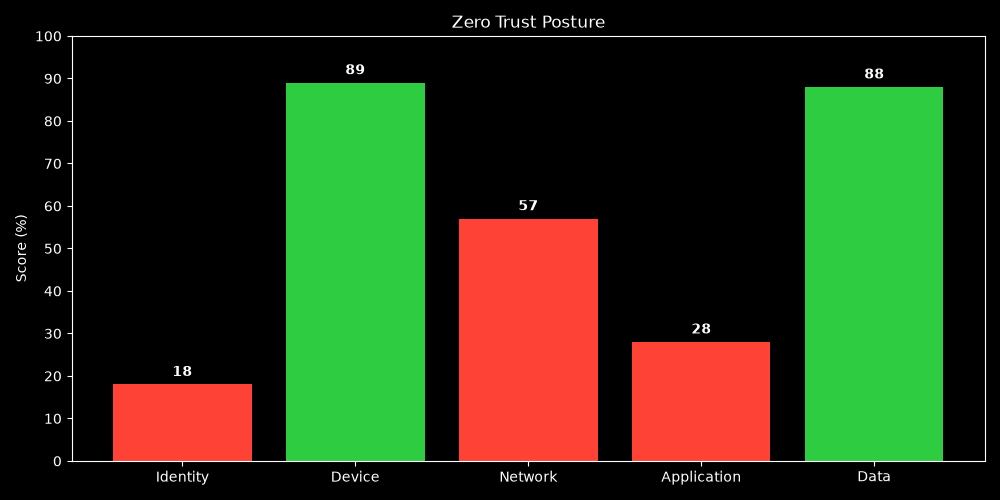 Zero Trust Posture
Score (%)
100
90
80
70
60
50
40
30
20
10
0
18
89
57
28
88
Identity
Device
Network
Application
Data